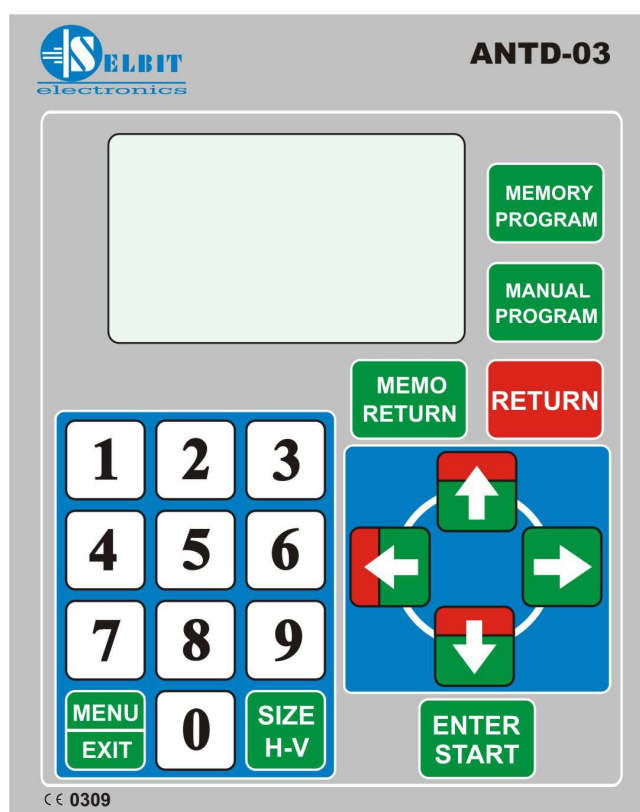 SELBIT
electronics
ANTD-03
MEMORY
PROGRAM
MANUAL
PROGRAM
MEMO
RETURN
RETURN
1 2 3
4 5 6
7 8 9
MENU
EXIT
0
SIZE
H-V
ENTER
START
CE 0309